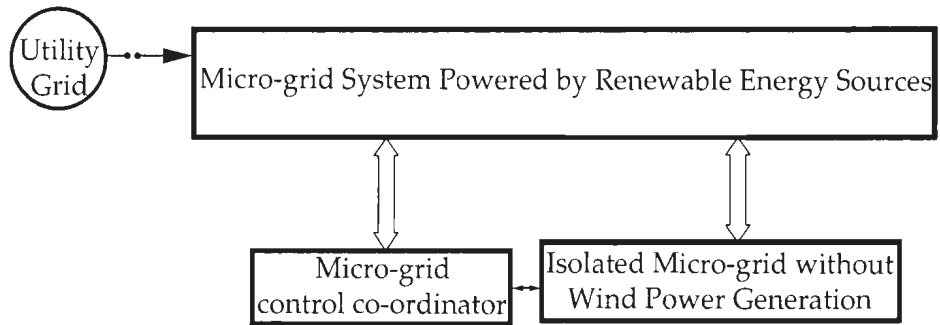 Utility
Grid
Micro-grid System Powered by Renewable Energy Sources
Micro-grid
control co-ordinator
Isolated Micro-grid without
Wind Power Generation